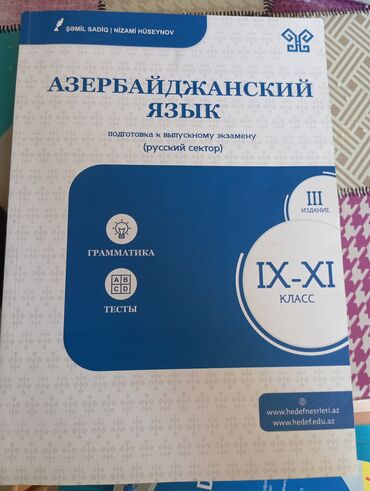 ŞƏMİL SADİQ | NİZAMİ HÜSEYNOV
АЗЕРБАЙДЖАНСКИЙ
ЯЗЫК
подготовка к выпускному экзамену
(русский сектор)
III
ИЗДАНИЕ
ГРАММАТИКА
IX-XI
КЛАСС
A B
C D
ТЕСТЫ
www.hedefnesrleri.az
www.hedef.edu.az